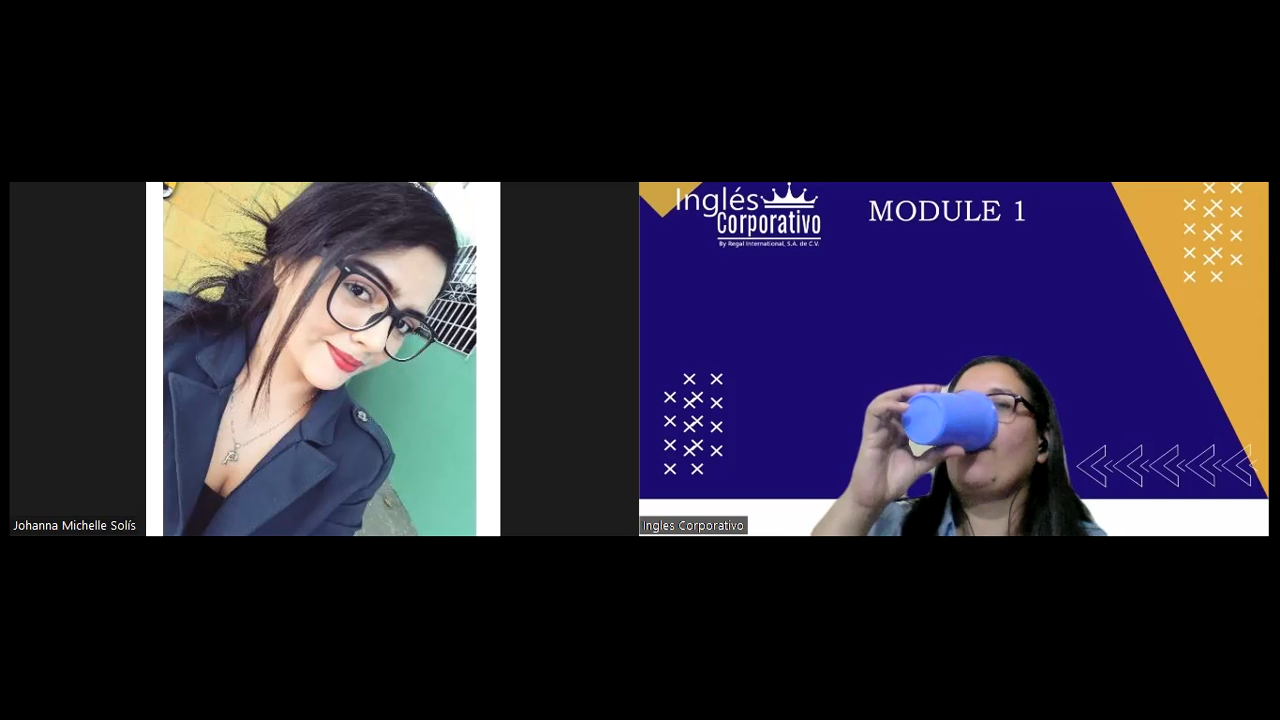 Inglés
Corporativo
By Regal International, S.A. de C.V.
MODULE 1
Johanna Michelle Solís
Ingles Corporativo